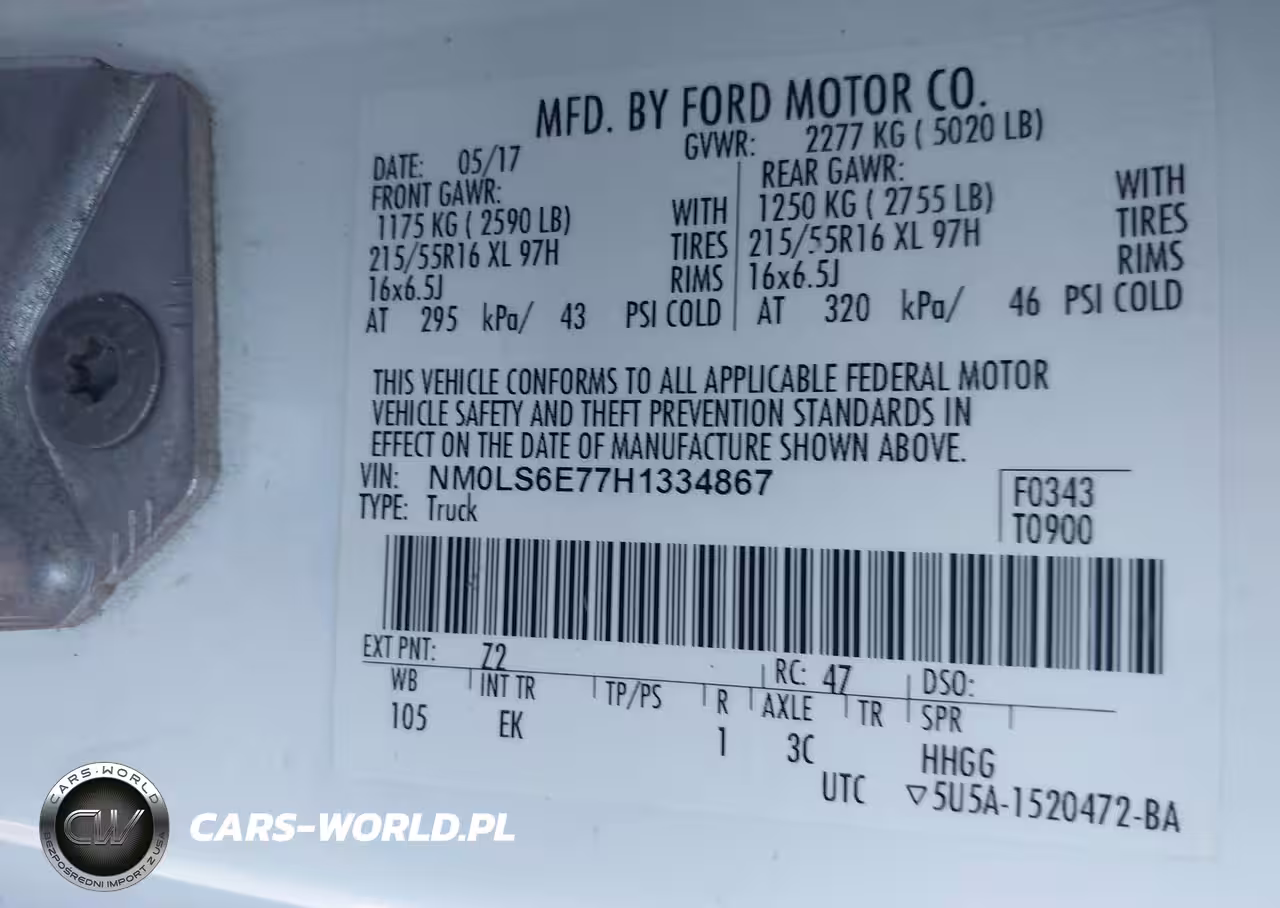 MFD. BY FORD MOTOR CO.
DATE: 05/17 GVWR: 2277 KG ( 5020 LB)
FRONT GAWR: REAR GAWR:
1175 KG ( 2590 LB) WITH 1250 KG ( 2755 LB) WITH
215/55R16 XL 97H TIRES 215/55R16 XL 97H TIRES
16x6.5J RIMS 16x6.5J RIMS
AT 295 kPa/ 43 PSI COLD AT 320 kPa/ 46 PSI COLD
THIS VEHICLE CONFORMS TO ALL APPLICABLE FEDERAL MOTOR
VEHICLE SAFETY AND THEFT PREVENTION STANDARDS IN
EFFECT ON THE DATE OF MANUFACTURE SHOWN ABOVE.
VIN: NM0LS6E77H1334867
TYPE: Truck
F0343
T0900
EXT PNT: Z2 RC: 47 DSO:
WB INT TR TP/PS R AXLE TR SPR
105 EK 1 3C HHGG
UTC ▽5U5A-1520472-BA
CARS-WORLD
CW
BEZPOŚREDNI IMPORT Z USA
CARS-WORLD.PL